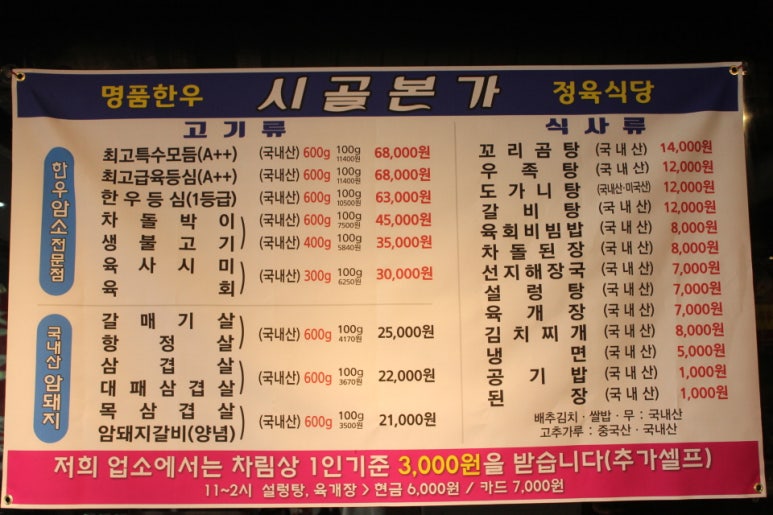 명품한우 시골본가 정육식당
고기류
한우암소전문점
최고특수모듬(A++) (국내산) 600g 100g 11400원 68,000원
최고급육등심(A++) (국내산) 600g 100g 11400원 68,000원
한우등심(1등급) (국내산) 600g 100g 10500원 63,000원
차돌박이 (국내산) 600g 100g 7500원 45,000원
생불고기 (국내산) 400g 100g 5840원 35,000원
육사시미
육회
(국내산) 300g 100g 6250원 30,000원
국내산 암돼지
갈매기살
항정살
(국내산) 600g 100g 4170원 25,000원
삼겹살
대패삼겹살
(국내산) 600g 100g 3670원 22,000원
목삼겹살
암돼지갈비(양념)
(국내산) 600g 100g 3500원 21,000원
식사류
꼬리곰탕 (국내산) 14,000원
우족탕 (국내산) 12,000원
도가니탕 (국내산·미국산) 12,000원
갈비탕 (국내산) 12,000원
육회비빔밥 (국내산) 8,000원
차돌된장 (국내산) 8,000원
선지해장국 (국내산) 7,000원
설렁탕 (국내산) 7,000원
육개장 (국내산) 7,000원
김치찌개 (국내산) 8,000원
냉면 (국내산) 5,000원
공기밥 (국내산) 1,000원
된장 (국내산) 1,000원
배추김치·쌀밥·무 : 국내산
고추가루 : 중국산·국내산
저희 업소에서는 차림상 1인기준 3,000원을 받습니다(추가셀프)
11~2시 설렁탕, 육개장 > 현금 6,000원 / 카드 7,000원